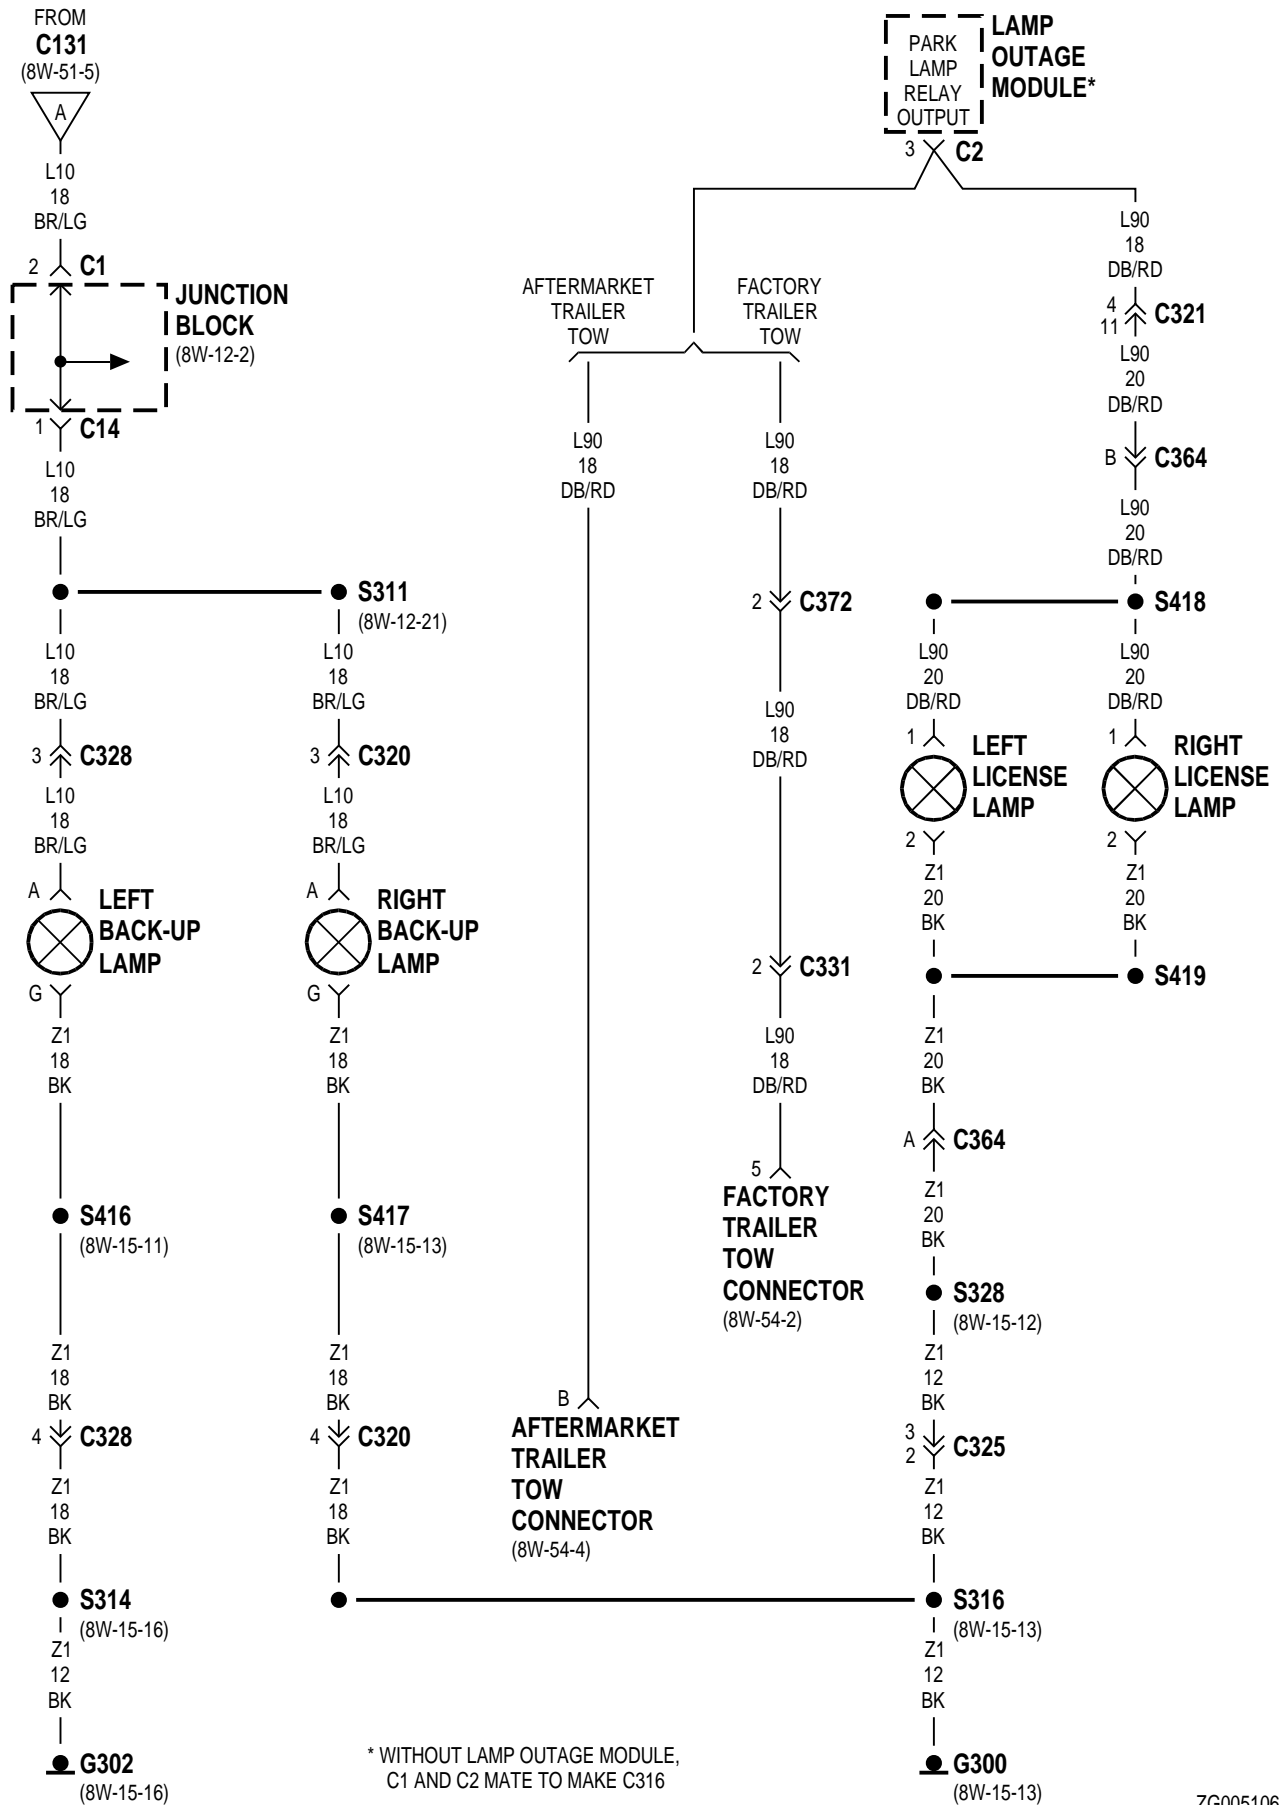 FROM
C131
(8W-51-5)
A
L10
18
BR/LG
2 C1
JUNCTION
BLOCK
(8W-12-2)
1 C14
L10
18
BR/LG
S311
(8W-12-21)
L10
18
BR/LG
3 C328
L10
18
BR/LG
A
LEFT
BACK-UP
LAMP
G
Z1
18
BK
S416
(8W-15-11)
Z1
18
BK
4 C328
Z1
18
BK
S314
(8W-15-16)
Z1
12
BK
G302
(8W-15-16)
L10
18
BR/LG
3 C320
L10
18
BR/LG
A
RIGHT
BACK-UP
LAMP
G
Z1
18
BK
S417
(8W-15-13)
Z1
18
BK
4 C320
Z1
18
BK
LAMP
OUTAGE
MODULE*
PARK
LAMP
RELAY
OUTPUT
3 C2
AFTERMARKET
TRAILER
TOW
FACTORY
TRAILER
TOW
L90
18
DB/RD
B
AFTERMARKET
TRAILER
TOW
CONNECTOR
(8W-54-4)
L90
18
DB/RD
2 C372
L90
18
DB/RD
2 C331
L90
18
DB/RD
5
FACTORY
TRAILER
TOW
CONNECTOR
(8W-54-2)
L90
18
DB/RD
4
11 C321
L90
20
DB/RD
B C364
L90
20
DB/RD
S418
L90
20
DB/RD
1
LEFT
LICENSE
LAMP
2
Z1
20
BK
L90
20
DB/RD
1
RIGHT
LICENSE
LAMP
2
Z1
20
BK
S419
Z1
20
BK
A C364
Z1
20
BK
S328
(8W-15-12)
Z1
12
BK
3
2 C325
Z1
12
BK
S316
(8W-15-13)
Z1
12
BK
G300
(8W-15-13)
* WITHOUT LAMP OUTAGE MODULE,
C1 AND C2 MATE TO MAKE C316
ZG005106